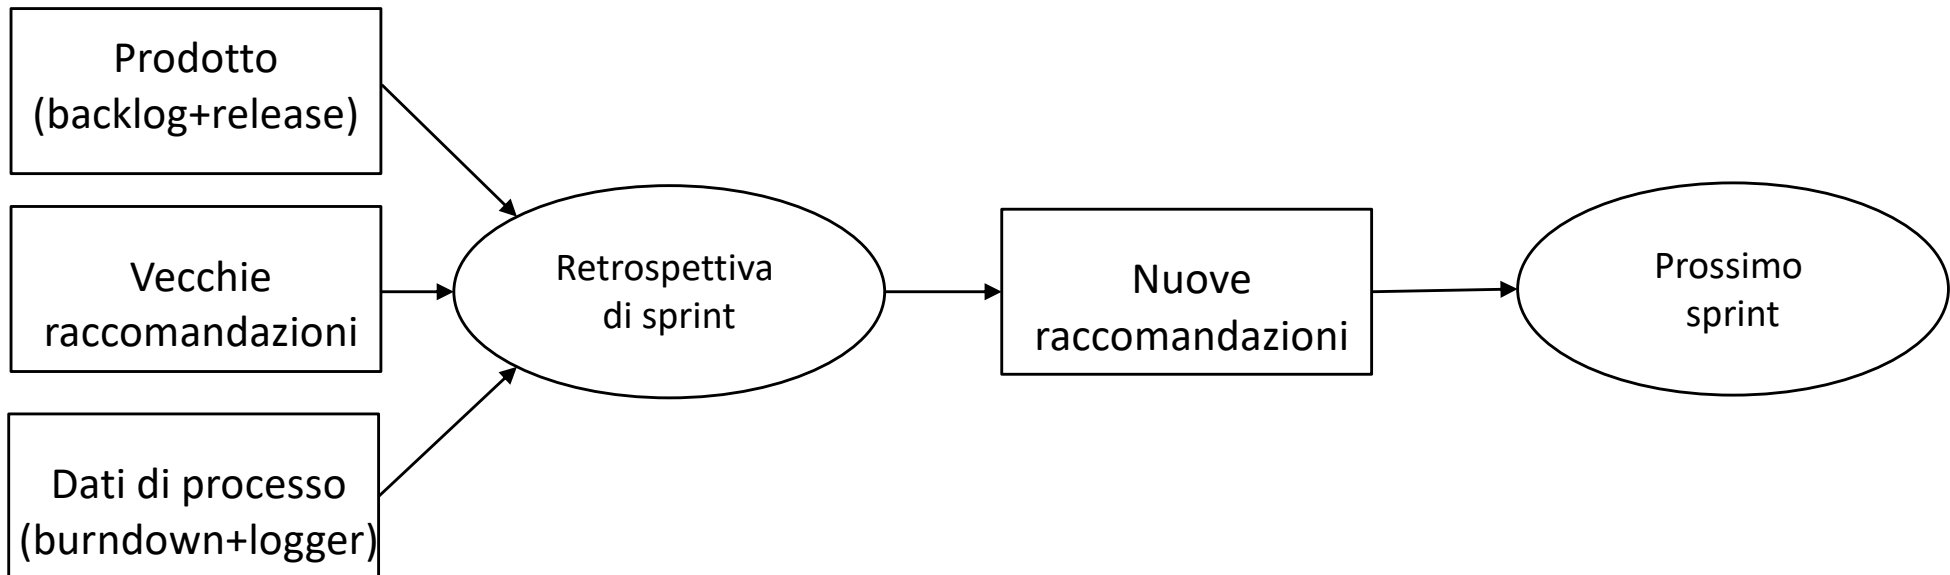 Prodotto
(backlog+release)
Vecchie
raccomandazioni
Dati di processo
(burndown+logger)
Retrospettiva
di sprint
Nuove
raccomandazioni
Prossimo
sprint